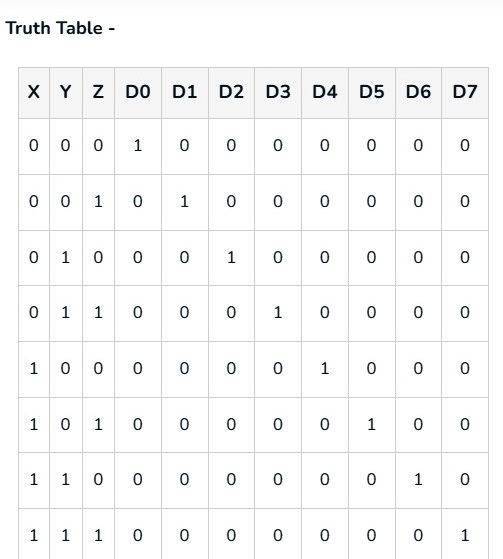 Truth Table -
X Y Z D0 D1 D2 D3 D4 D5 D6 D7
0 0 0 1 0 0 0 0 0 0 0
0 0 1 0 1 0 0 0 0 0 0
0 1 0 0 0 1 0 0 0 0 0
0 1 1 0 0 0 1 0 0 0 0
1 0 0 0 0 0 0 1 0 0 0
1 0 1 0 0 0 0 0 1 0 0
1 1 0 0 0 0 0 0 0 1 0
1 1 1 0 0 0 0 0 0 0 1